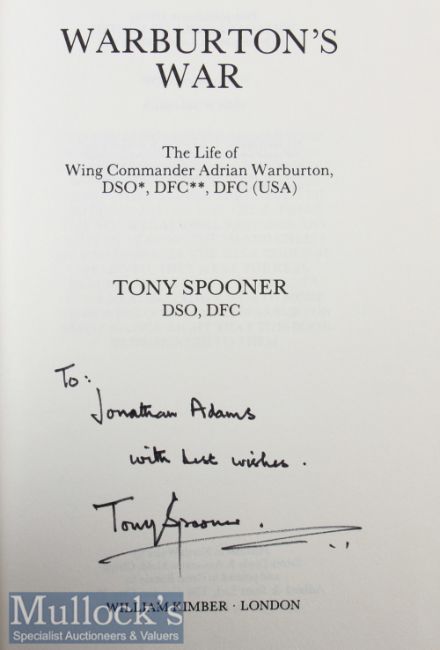 WARBURTON'S
WAR
The Life of
Wing Commander Adrian Warburton,
DSO*, DFC**, DFC (USA)
TONY SPOONER
DSO, DFC
To:
Jonathan Adams
with best wishes.
Tony Spooner.
WILLIAM KIMBER · LONDON
Mullock's
Specialist Auctioneers & Valuers